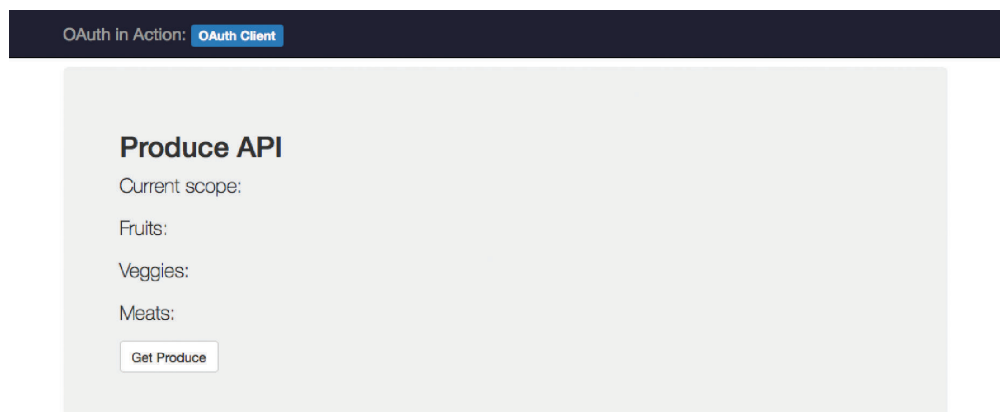 OAuth in Action: OAuth Client
Produce API
Current scope:
Fruits:
Veggies:
Meats:
Get Produce